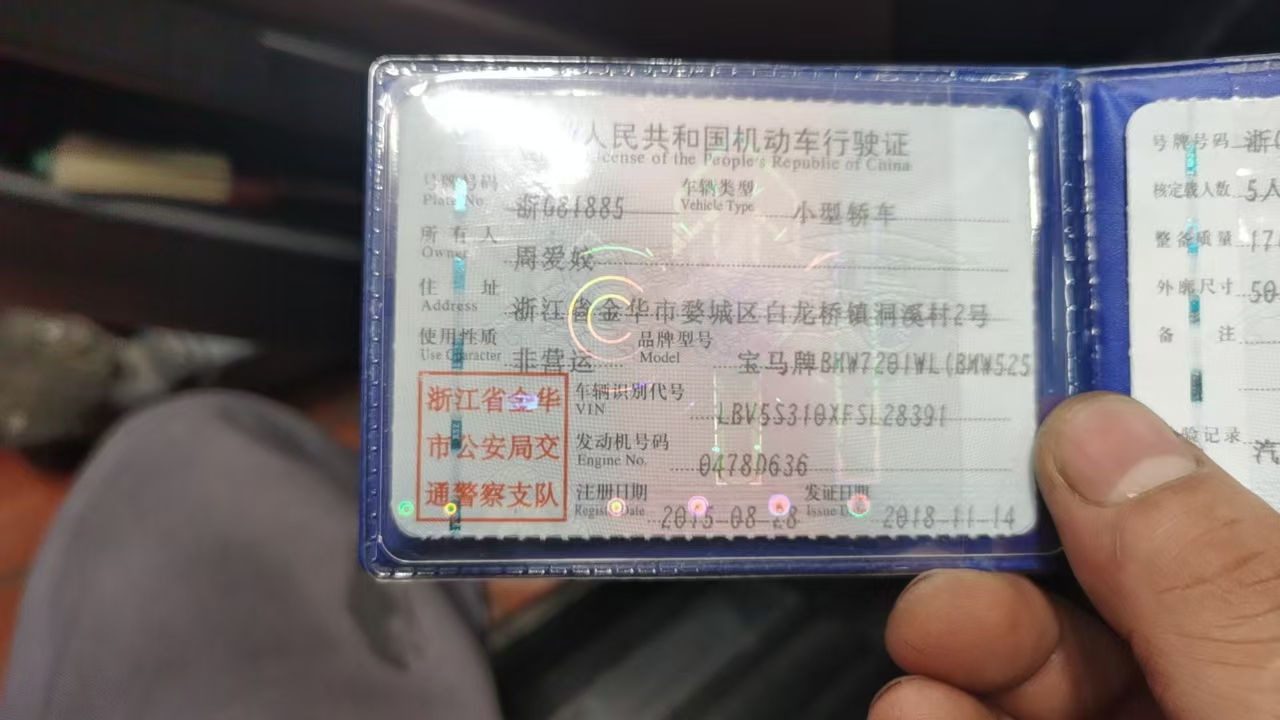 人民共和国机动车行驶证
icense of the People's Republic of China
号牌号码 浙G81885 车辆类型 小型轿车
Plate No. Vehicle Type
所有人 周爱姣
Owner
住址 浙江省金华市婺城区白龙桥镇洞溪村2号
Address
使用性质 非营运 品牌型号 宝马牌BMW7201WL(BMW525
Use Character Model
浙江省金华
市公安局交
通警察支队
车辆识别代号 LBV5S310XFSL28391
VIN
发动机号码 0478D636
Engine No.
注册日期 2015-08-28 发证日期 2018-11-14
Register Date Issue Date
号牌号码 浙
核定载人数 5人
整备质量 17
外廓尺寸 50
备注
检验记录 汽